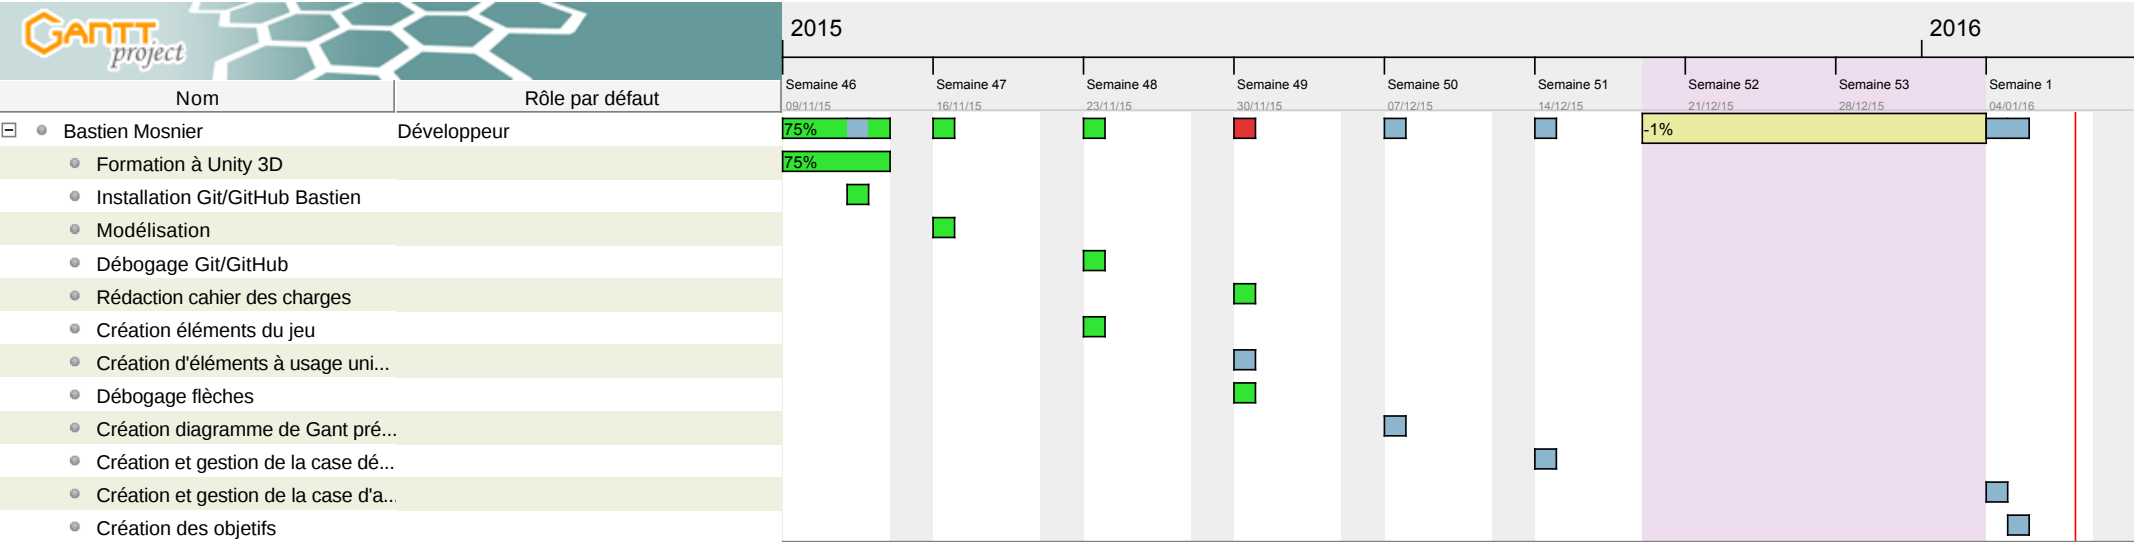 GANTT
project
2015
2016
Semaine 46
Semaine 47
Semaine 48
Semaine 49
Semaine 50
Semaine 51
Semaine 52
Semaine 53
Semaine 1
Nom
Rôle par défaut
09/11/15
16/11/15
23/11/15
30/11/15
07/12/15
14/12/15
21/12/15
28/12/15
04/01/16
Bastien Mosnier
Développeur
75%
-1%
Formation à Unity 3D
75%
Installation Git/GitHub Bastien
Modélisation
Débogage Git/GitHub
Rédaction cahier des charges
Création éléments du jeu
Création d'éléments à usage uni...
Débogage flèches
Création diagramme de Gant pré...
Création et gestion de la case dé...
Création et gestion de la case d'a...
Création des objetifs